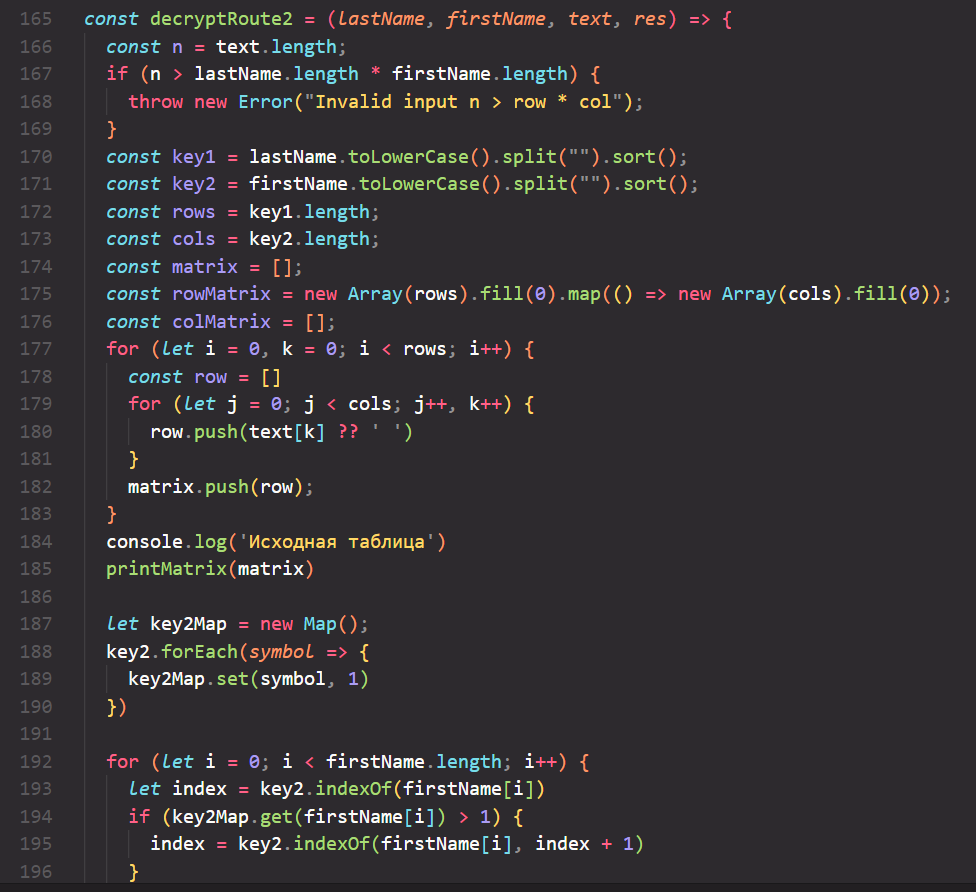 165 const decryptRoute2 = (lastName, firstName, text, res) => {
166 const n = text.length;
167 if (n > lastName.length * firstName.length) {
168 throw new Error("Invalid input n > row * col");
169 }
170 const key1 = lastName.toLowerCase().split("").sort();
171 const key2 = firstName.toLowerCase().split("").sort();
172 const rows = key1.length;
173 const cols = key2.length;
174 const matrix = [];
175 const rowMatrix = new Array(rows).fill(0).map(() => new Array(cols).fill(0));
176 const colMatrix = [];
177 for (let i = 0, k = 0; i < rows; i++) {
178 const row = []
179 for (let j = 0; j < cols; j++, k++) {
180 row.push(text[k] ?? ' ')
181 }
182 matrix.push(row);
183 }
184 console.log('Исходная таблица')
185 printMatrix(matrix)
186
187 let key2Map = new Map();
188 key2.forEach(symbol => {
189 key2Map.set(symbol, 1)
190 })
191
192 for (let i = 0; i < firstName.length; i++) {
193 let index = key2.indexOf(firstName[i])
194 if (key2Map.get(firstName[i]) > 1) {
195 index = key2.indexOf(firstName[i], index + 1)
196 }